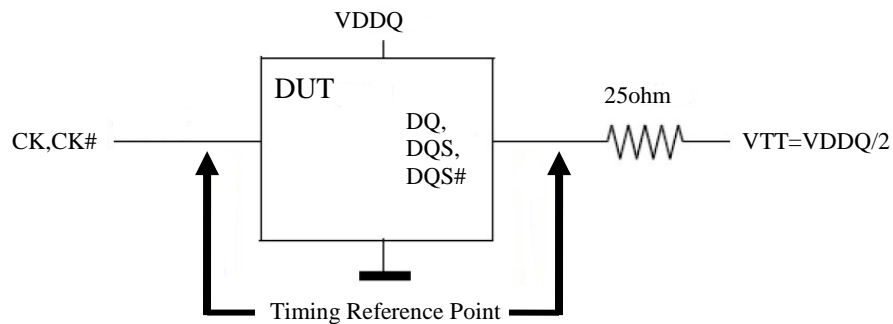 VDDQ
DUT
25ohm
DQ,
CK,CK#
DQS,
VTT=VDDQ/2
DQS#
Timing Reference Point